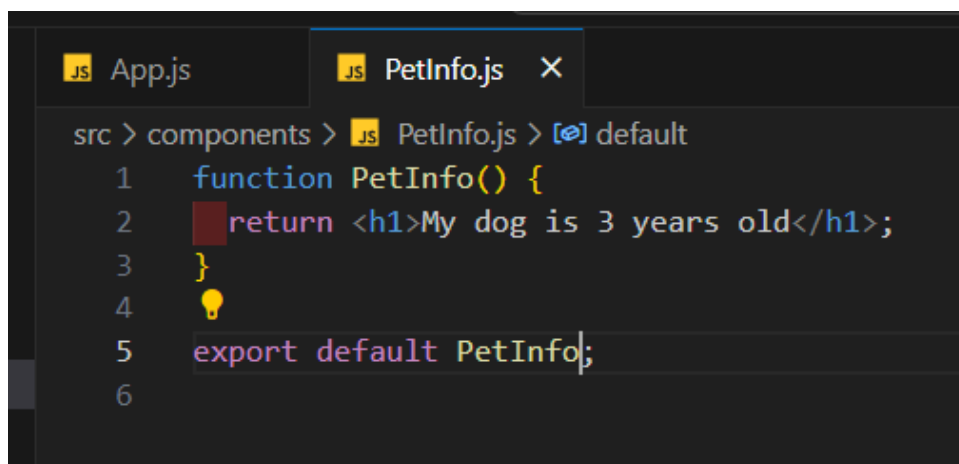 JS App.js JS PetInfo.js ×
src > components > JS PetInfo.js > default
1 function PetInfo() {
2 return <h1>My dog is 3 years old</h1>;
3 }
4
5 export default PetInfo;
6